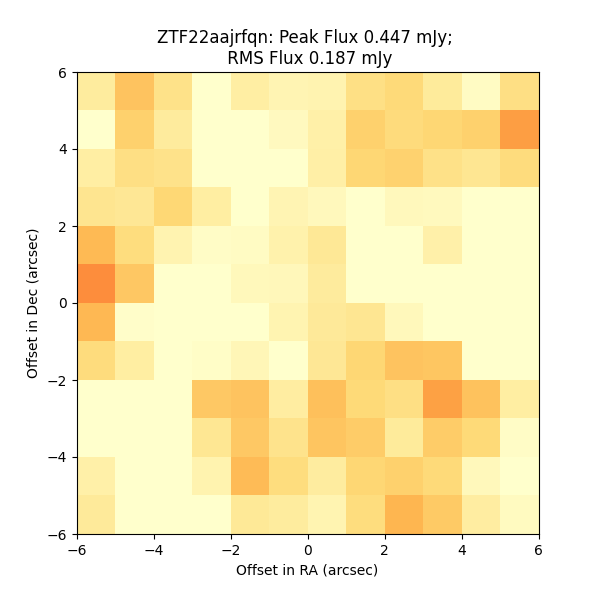 ZTF22aajrfqn: Peak Flux 0.447 mJy;
RMS Flux 0.187 mJy
6
4
2
0
−2
−4
−6
Offset in Dec (arcsec)
−6 −4 −2 0 2 4 6
Offset in RA (arcsec)